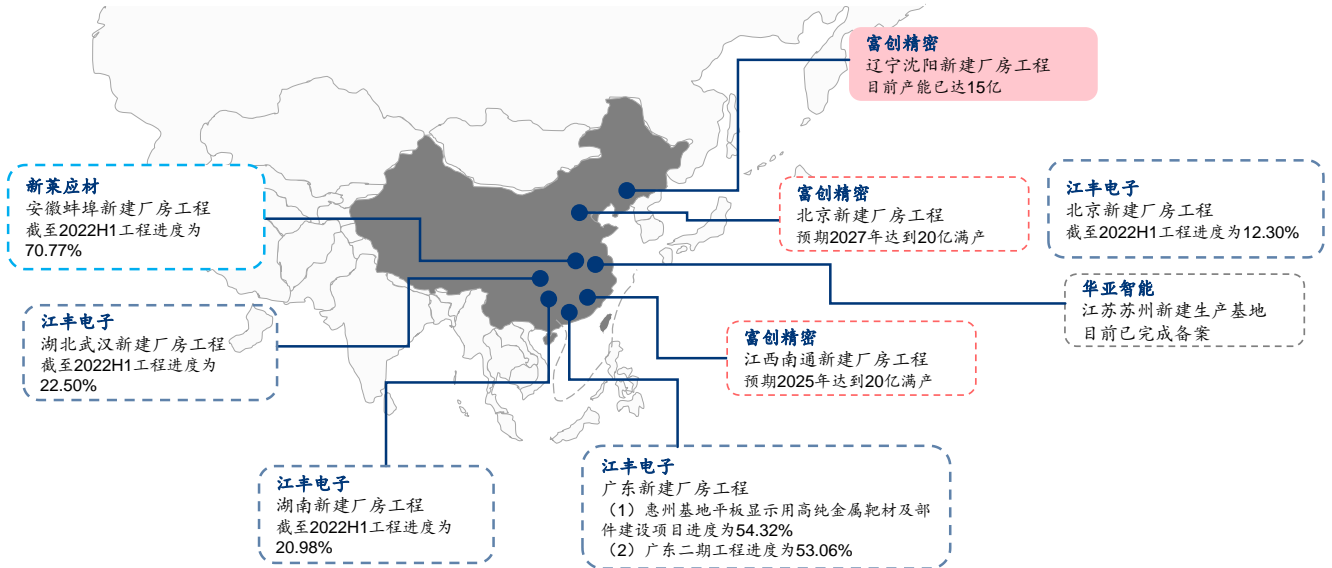 富创精密
辽宁沈阳新建厂房工程
目前产能已达15亿
新莱应材
安徽蚌埠新建厂房工程
截至2022H1工程进度为
70.77%
富创精密
北京新建厂房工程
预期2027年达到20亿满产
江丰电子
北京新建厂房工程
截至2022H1工程进度为12.30%
华亚智能
江苏苏州新建生产基地
目前已完成备案
江丰电子
湖北武汉新建厂房工程
截至2022H1工程进度为
22.50%
富创精密
江西南通新建厂房工程
预期2025年达到20亿满产
江丰电子
湖南新建厂房工程
截至2022H1工程进度为
20.98%
江丰电子
广东新建厂房工程
（1）惠州基地平板显示用高纯金属靶材及部
件建设项目进度为54.32%
（2）广东二期工程进度为53.06%